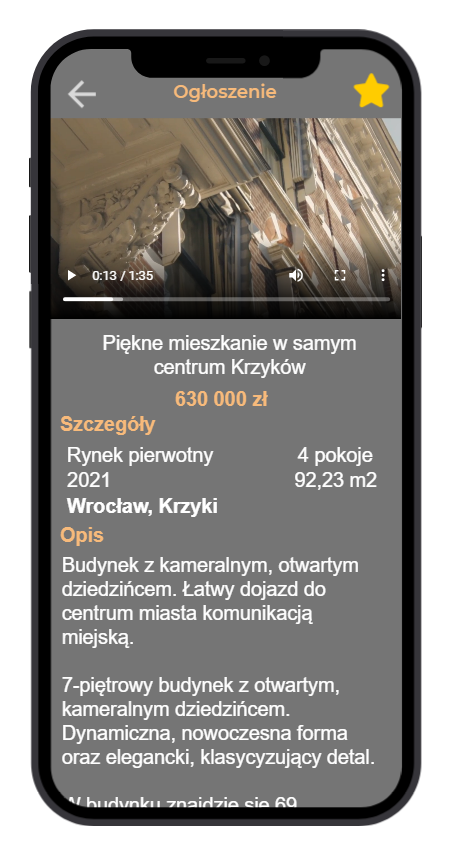 Ogłoszenie
0:13 / 1:35
Piękne mieszkanie w samym
centrum Krzyków
630 000 zł
Szczegóły
Rynek pierwotny 4 pokoje
2021 92,23 m2
Wrocław, Krzyki
Opis
Budynek z kameralnym, otwartym
dziedzińcem. Łatwy dojazd do
centrum miasta komunikacją
miejską.
7-piętrowy budynek z otwartym,
kameralnym dziedzińcem.
Dynamiczna, nowoczesna forma
oraz elegancki, klasycyzujący detal.
W budynku znajdzie się 69